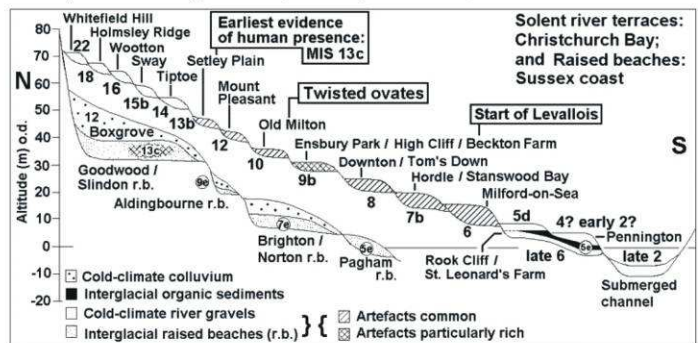 Whitefield Hill
Holmsley Ridge
Wootton
Sway
Tiptoe
Setley Plain
Mount
Pleasant
Old Milton
Earliest evidence
of human presence:
MIS 13c
Twisted ovates
Start of Levallois
Solent river terraces:
Christchurch Bay;
and Raised beaches:
Sussex coast
N
S
Altitude (m) o.d.
80
70
60
50
40
30
20
10
0
-10
-20
22
18
16
15b
14
13b
12
10
9b
8
7b
6
5d
4? early 2?
late 6
late 2
Ensbury Park / High Cliff / Beckton Farm
Downton / Tom's Down
Hordle / Stanswood Bay
Milford-on-Sea
Pennington
5e
Rook Cliff /
St. Leonard's Farm
Submerged
channel
12
Boxgrove
13c
Goodwood /
Slindon r.b.
9e
Aldingbourne r.b.
7e
Brighton /
Norton r.b.
5e
Pagham
r.b.
Cold-climate colluvium
Interglacial organic sediments
Cold-climate river gravels
Interglacial raised beaches (r.b.)
} {
Artefacts common
Artefacts particularly rich